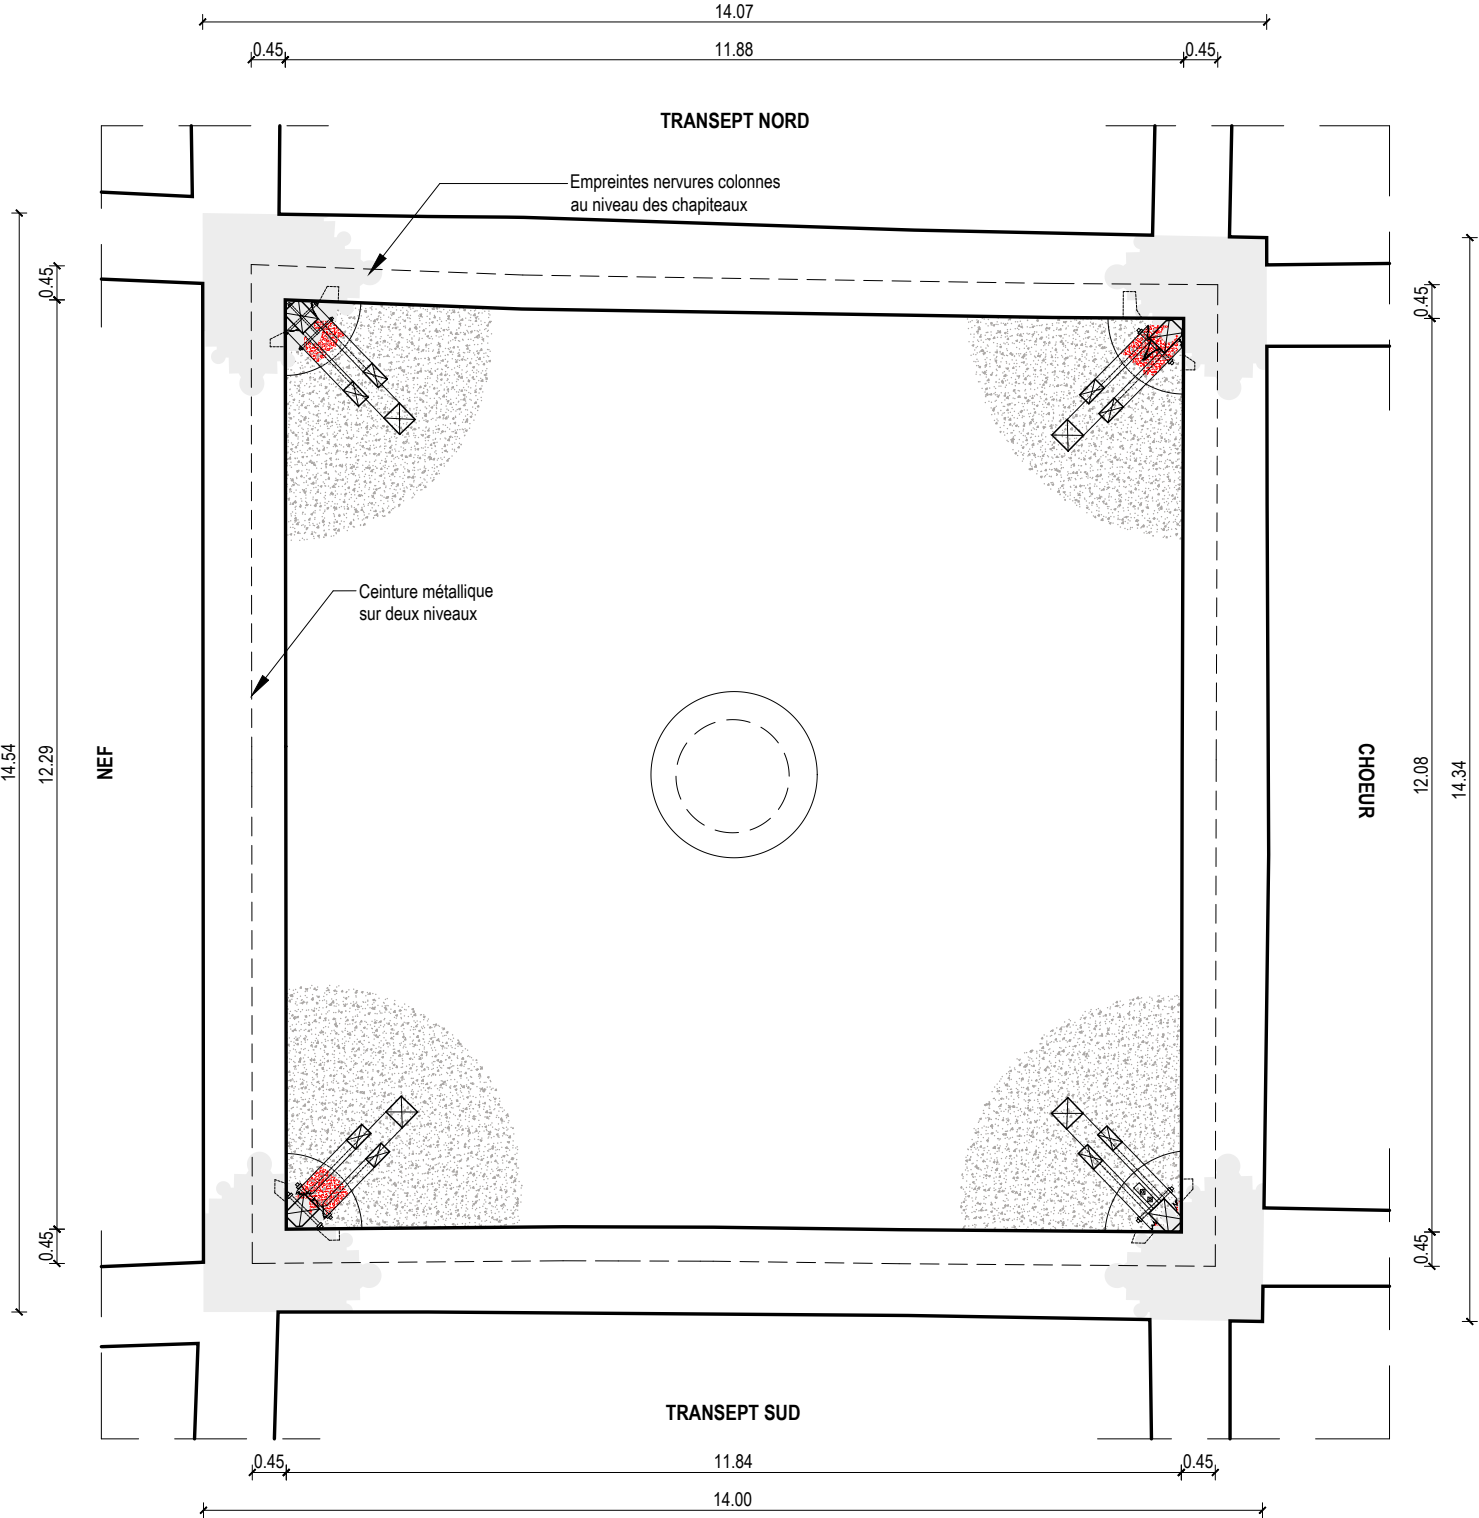 14.07
0.45
11.88
0.45
TRANSEPT NORD
Empreintes nervures colonnes
au niveau des chapiteaux
0.45
0.45
Ceinture métallique
sur deux niveaux
14.54
12.29
NEF
CHOEUR
12.08
14.34
0.45
0.45
TRANSEPT SUD
0.45
11.84
0.45
14.00